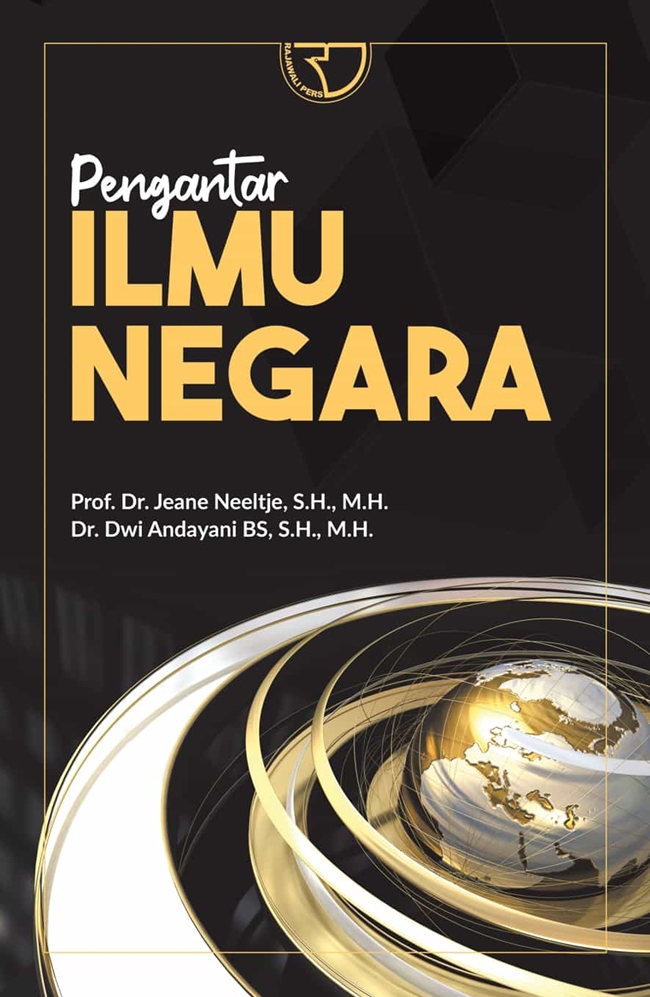 RAJAWALI PERS
Pengantar
ILMU
NEGARA
Prof. Dr. Jeane Neeltje, S.H., M.H.
Dr. Dwi Andayani BS, S.H., M.H.